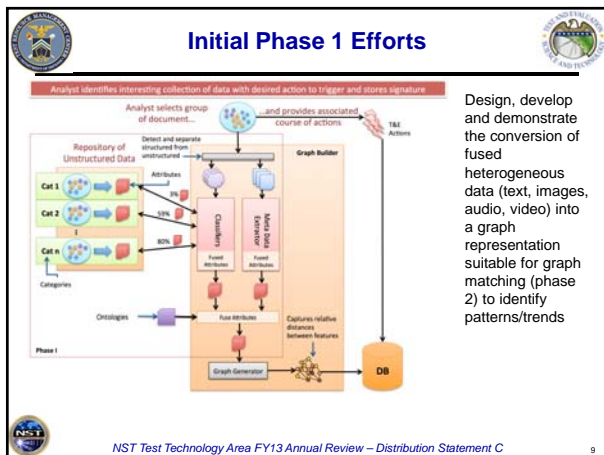 Initial Phase 1 Efforts
Analyst identifies interesting collection of data with desired action to trigger and stores signature
Analyst selects group
of document...
...and provides associated
course of actions
T&E
Actions
Detect and separate
structured from
unstructured
Graph Builder
Repository of
Unstructured Data
Attributes
Cat 1
3%
Cat 2
59%
Cat n
80%
Categories
Classifiers
Meta Data
Extractor
Fused
Attributes
Fused
Attributes
Ontologies
Fuse Attributes
Captures relative
distances
between features
Phase I
Graph Generator
DB
Design, develop
and demonstrate
the conversion of
fused
heterogeneous
data (text, images,
audio, video) into
a graph
representation
suitable for graph
matching (phase
2) to identify
patterns/trends
NST
NST Test Technology Area FY13 Annual Review – Distribution Statement C
9